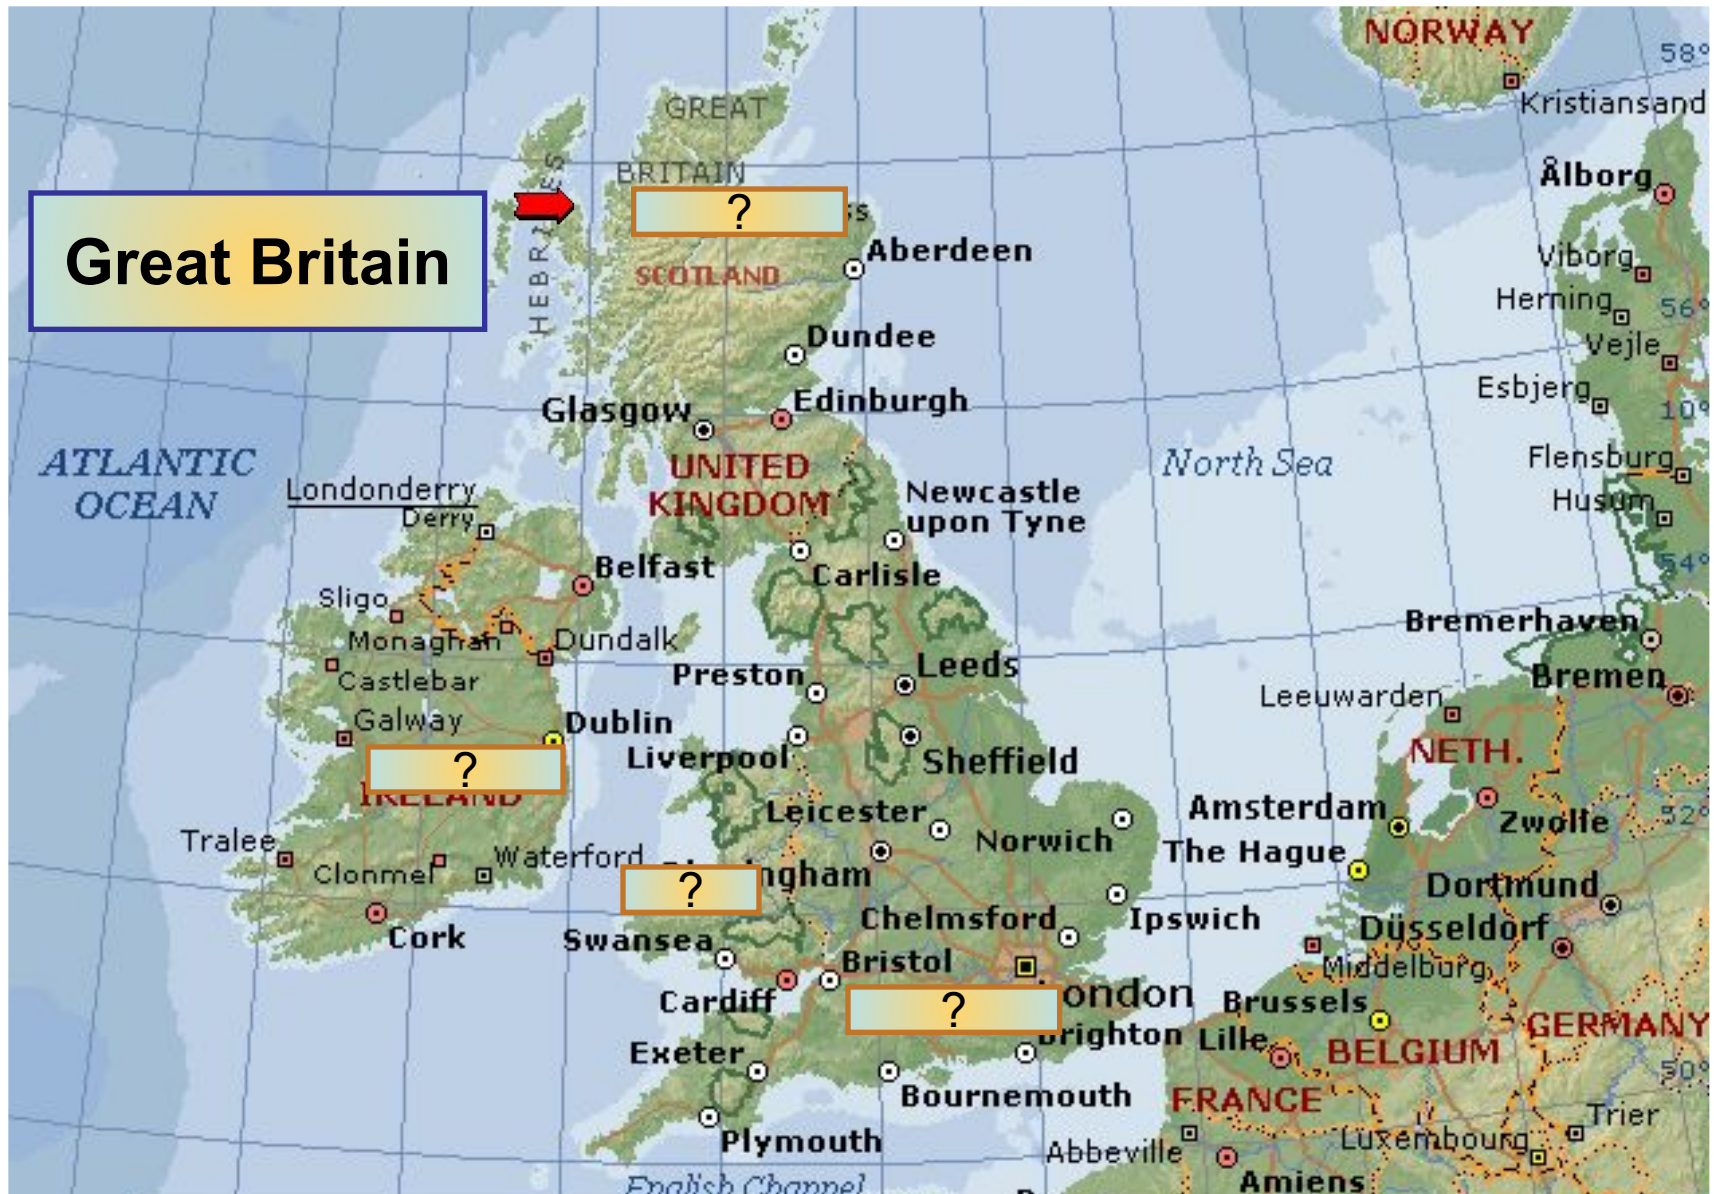 NORWAY
58°
Kristiansand
GREAT
BRITAIN
HEBRIDES
Great Britain
?
ss
Ålborg
Aberdeen
SCOTLAND
Viborg
Herning
56°
Dundee
Vejle
Esbjerg
10°
Glasgow
Edinburgh
ATLANTIC
OCEAN
UNITED
KINGDOM
North Sea
Flensburg
Husum
Londonderry
Derry
Newcastle
upon Tyne
54°
Belfast
Carlisle
Sligo
Monaghan
Dundalk
Bremerhaven
Bremen
Castlebar
Preston
Leeds
Leeuwarden
Galway
Dublin
Liverpool
Sheffield
NETH.
?
IRELAND
Leicester
Norwich
Amsterdam
Zwolle
52°
Tralee
Clonmel
Waterford
?
ngham
The Hague
Dortmund
Cork
Swansea
Chelmsford
Ipswich
Düsseldorf
Bristol
Middelburg
Cardiff
?
ondon
Brussels
GERMANY
Exeter
Brighton
Lille
BELGIUM
50°
Bournemouth
FRANCE
Trier
Plymouth
Abbeville
Luxembourg
English Channel
Amiens